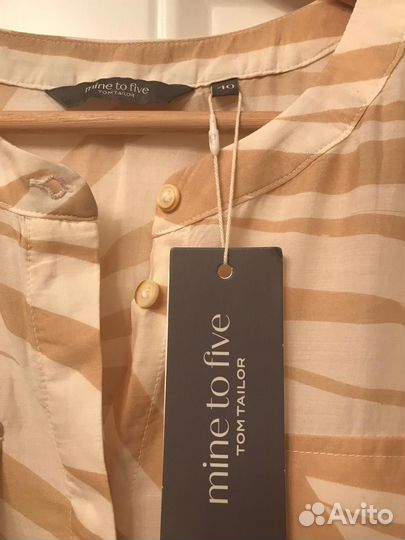 mine to five
TOM TAILOR
40
mine to five
TOM TAILOR
Avito